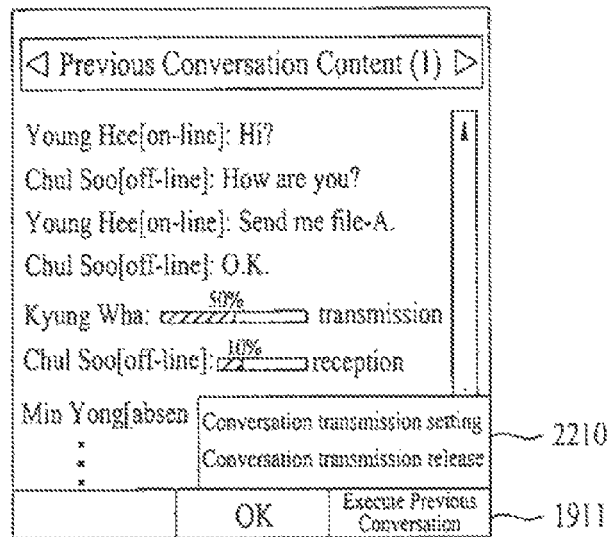 ◁ Previous Conversation Content (1) ▷
Young Hee[on-line]: Hi?
Chul Soo[off-line]: How are you?
Young Hee[on-line]: Send me file-A.
Chul Soo[off-line]: O.K.
50%
Kyung Wha: transmission
10%
Chul Soo[off-line]: reception
Min Yong[absen
Conversation transmission setting
Conversation transmission release
2210
OK
Execute Previous
Conversation
1911